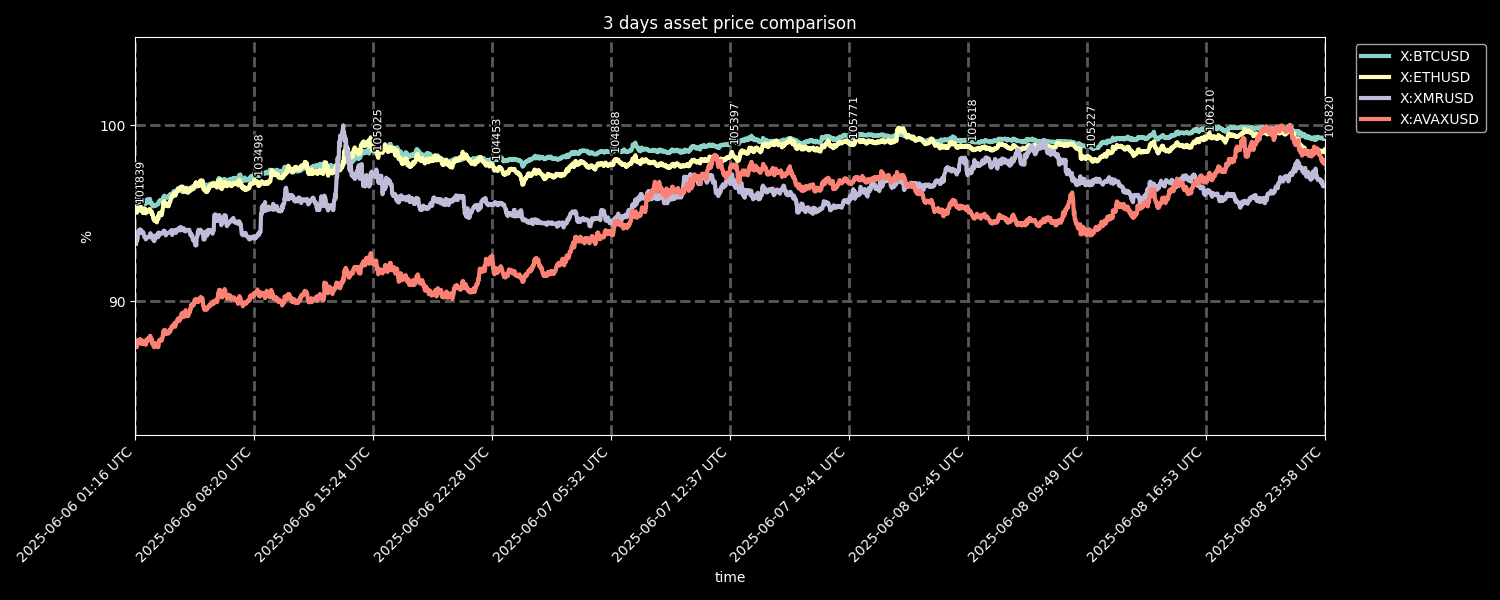 3 days asset price comparison
X:BTCUSD
X:ETHUSD
X:XMRUSD
X:AVAXUSD
100
90
%
101839
103498
105025
104453
104888
105397
105771
105618
105227
106210
105820
2025-06-06 01:16 UTC
2025-06-06 08:20 UTC
2025-06-06 15:24 UTC
2025-06-06 22:28 UTC
2025-06-07 05:32 UTC
2025-06-07 12:37 UTC
2025-06-07 19:41 UTC
2025-06-08 02:45 UTC
2025-06-08 09:49 UTC
2025-06-08 16:53 UTC
2025-06-08 23:58 UTC
time